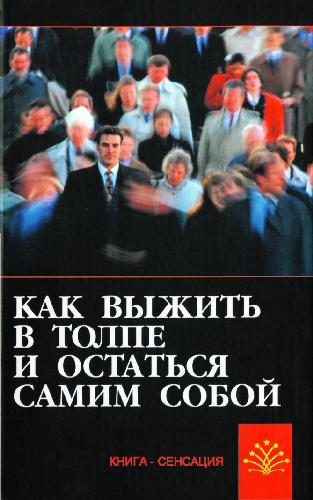 КАК ВЫЖИТЬ
В ТОЛПЕ
И ОСТАТЬСЯ
САМИМ СОБОЙ
КНИГА - СЕНСАЦИЯ